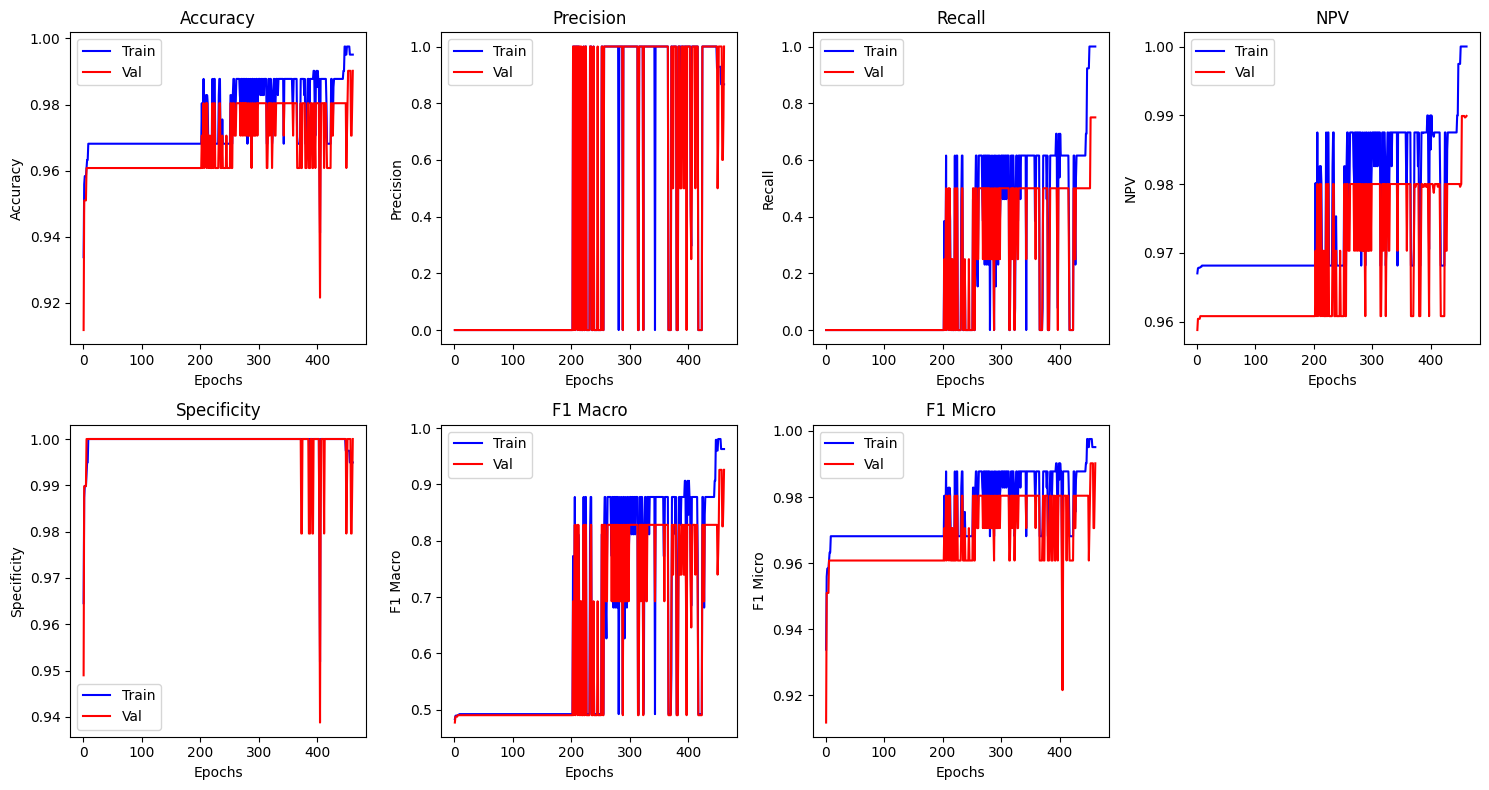 Accuracy
Train
Val
1.00
0.98
0.96
0.94
0.92
Accuracy
0 100 200 300 400
Epochs
Precision
Train
Val
1.0
0.8
0.6
0.4
0.2
0.0
Precision
0 100 200 300 400
Epochs
Recall
Train
Val
1.0
0.8
0.6
0.4
0.2
0.0
Recall
0 100 200 300 400
Epochs
NPV
Train
Val
1.00
0.99
0.98
0.97
0.96
NPV
0 100 200 300 400
Epochs
Specificity
1.00
0.99
0.98
0.97
0.96
0.95
0.94
Specificity
Train
Val
0 100 200 300 400
Epochs
F1 Macro
Train
Val
1.0
0.9
0.8
0.7
0.6
0.5
F1 Macro
0 100 200 300 400
Epochs
F1 Micro
Train
Val
1.00
0.98
0.96
0.94
0.92
F1 Micro
0 100 200 300 400
Epochs